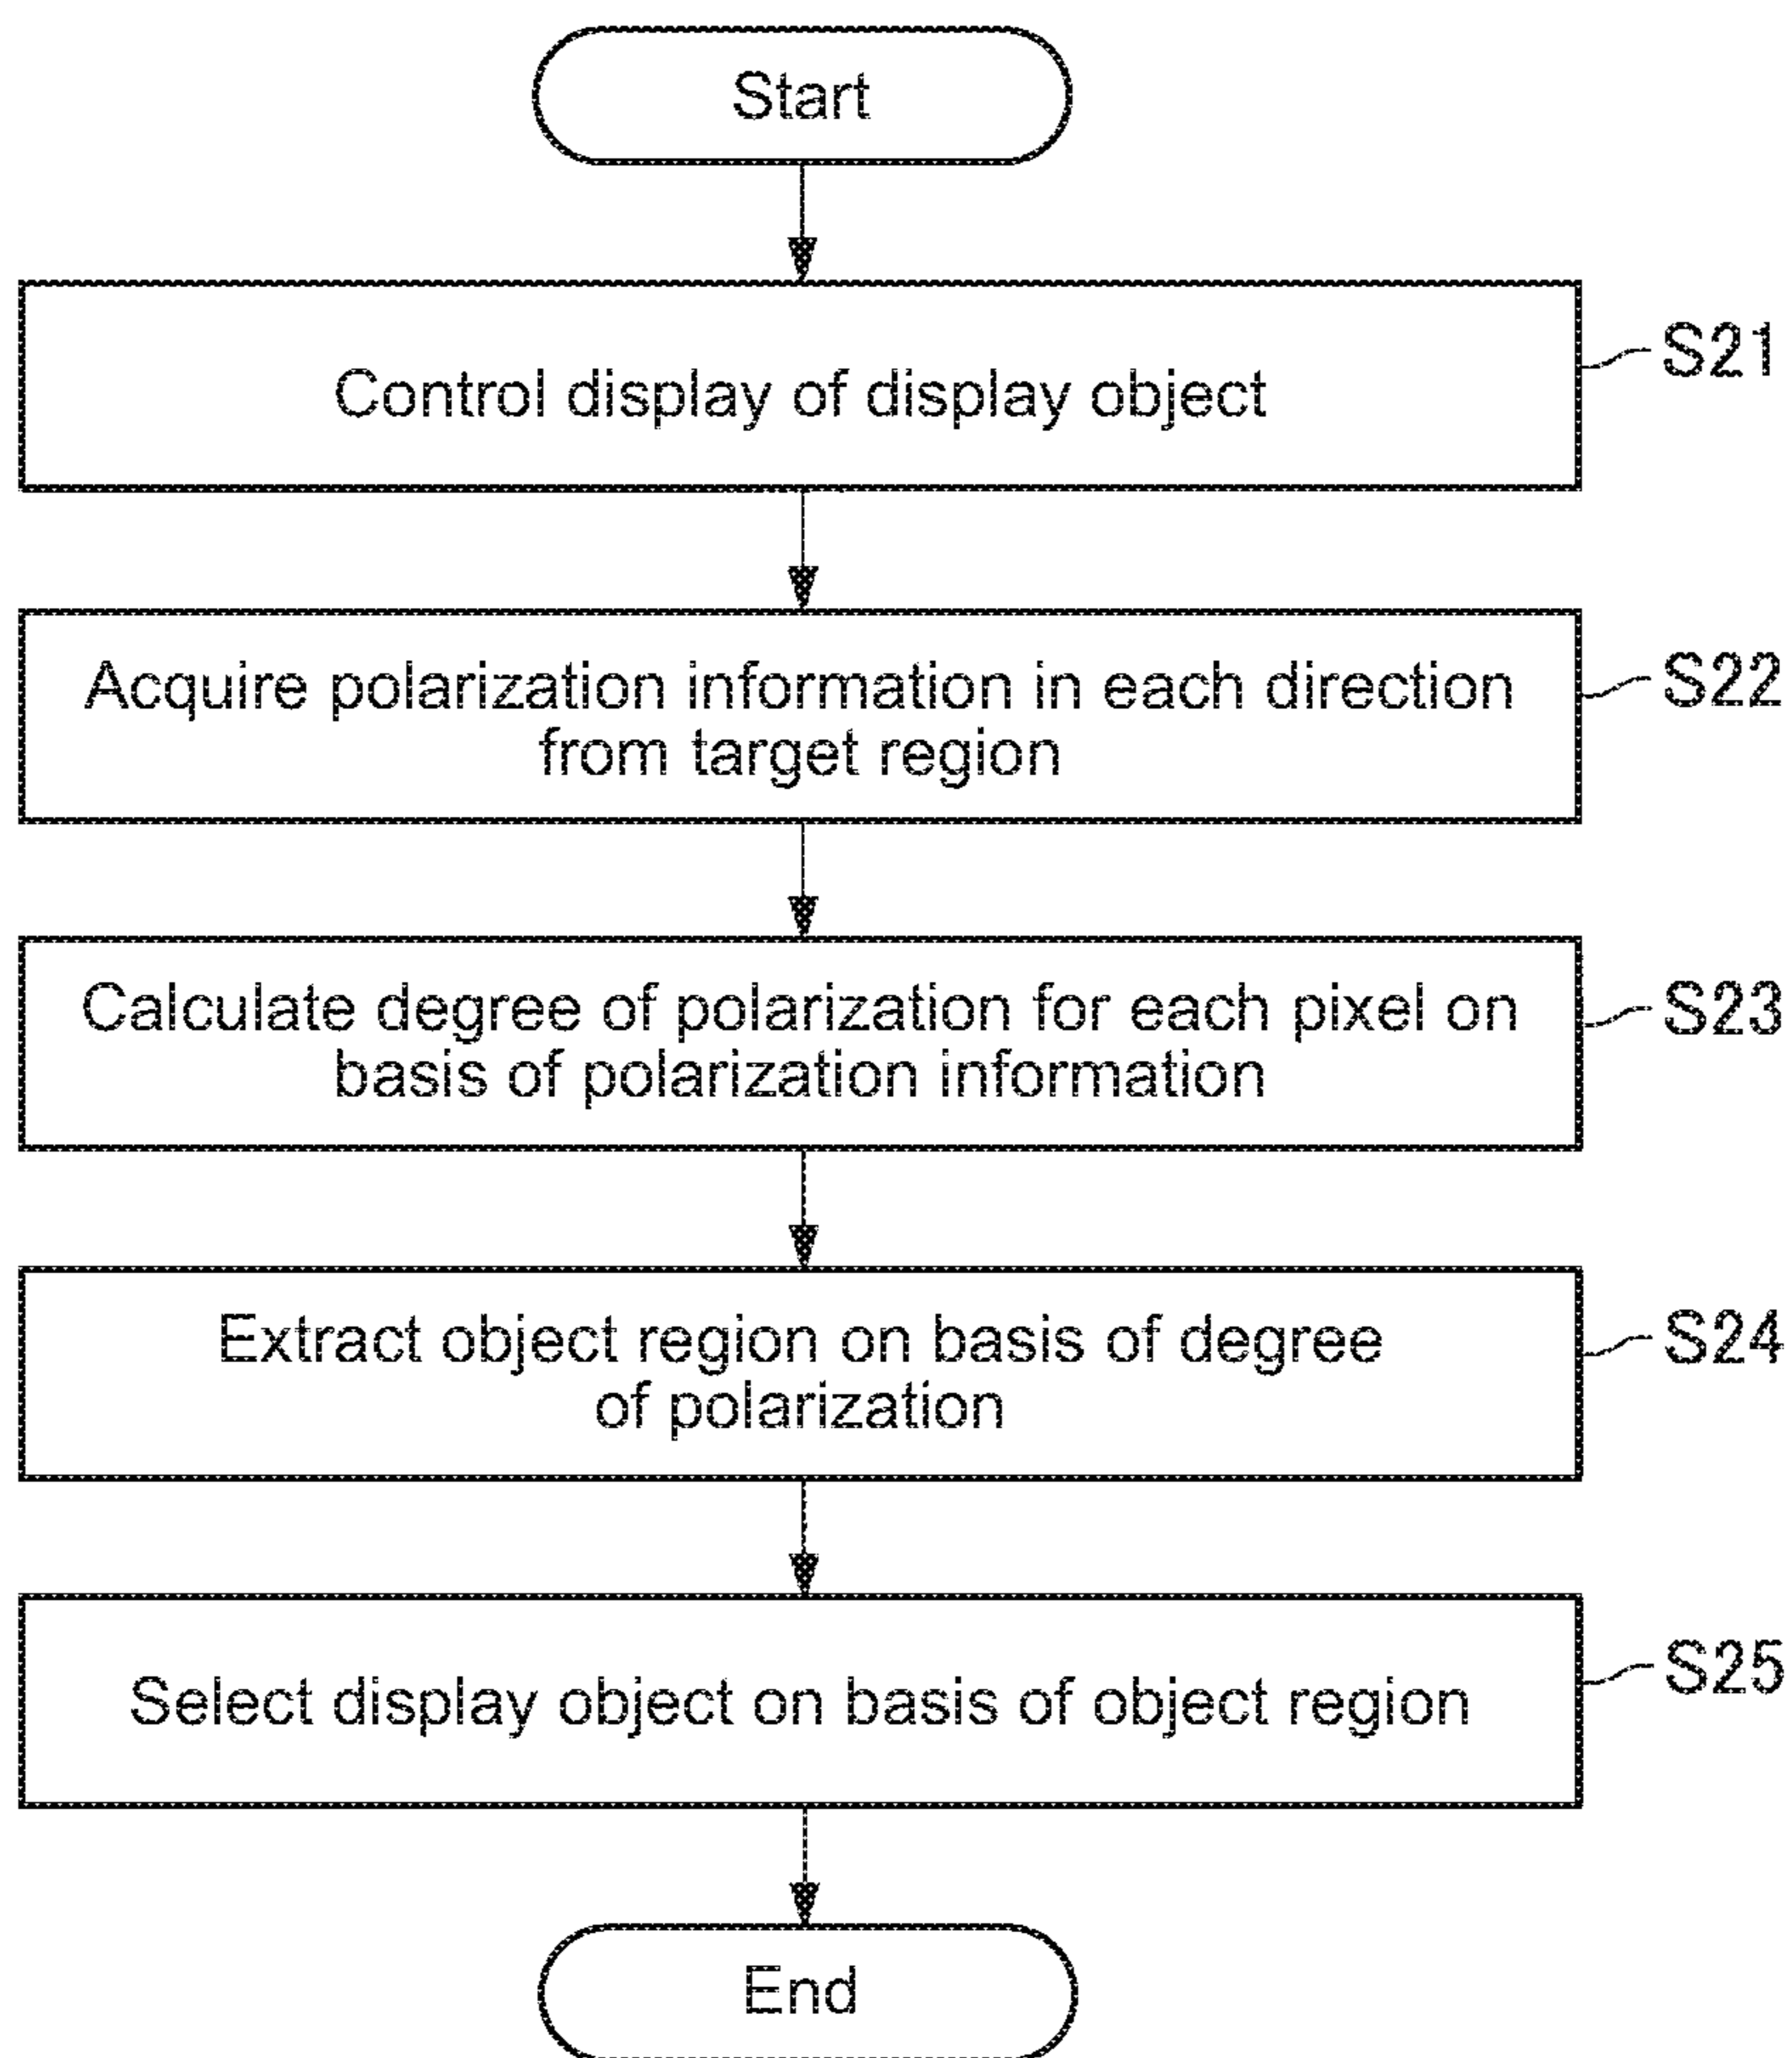 Start
Control display of display object
S21
Acquire polarization information in each direction
from target region
S22
Calculate degree of polarization for each pixel on
basis of polarization information
S23
Extract object region on basis of degree
of polarization
S24
Select display object on basis of object region
S25
End